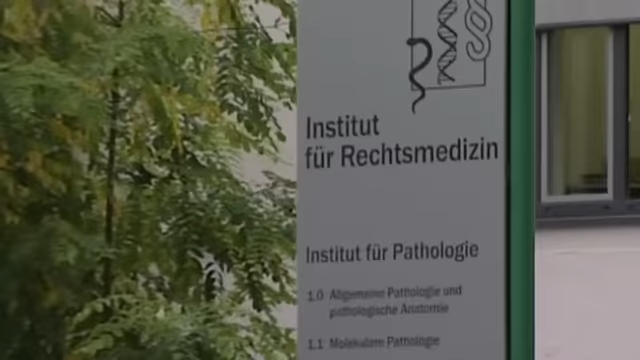 Institut
für Rechtsmedizin
Institut für Pathologie
1.0 Allgemeine Pathologie und
pathologische Anatomie
1.1 Molekulare Pathologie